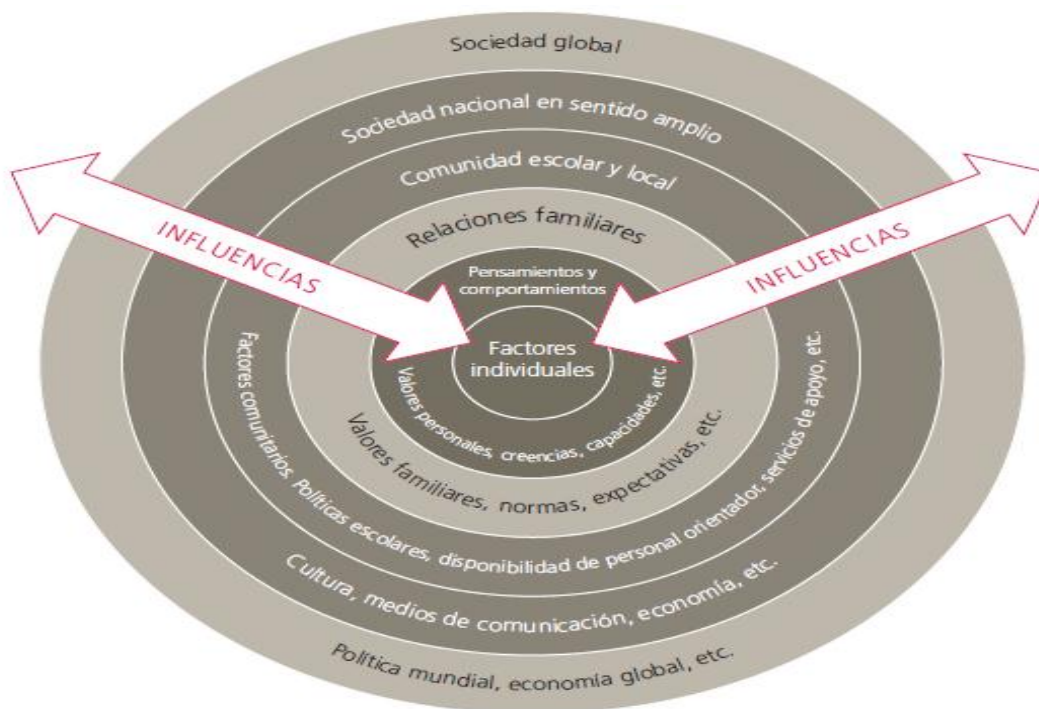 Sociedad global
Sociedad nacional en sentido amplio
Comunidad escolar y local
Relaciones familiares
Pensamientos y
comportamientos
INFLUENCIAS
INFLUENCIAS
Factores
individuales
Valores personales, creencias, capacidades, etc.
Valores familiares, normas, expectativas, etc.
Factores comunitarios. Políticas escolares, disponibilidad de personal orientador, servicios de apoyo, etc.
Cultura, medios de comunicación, economía, etc.
Política mundial, economía global, etc.